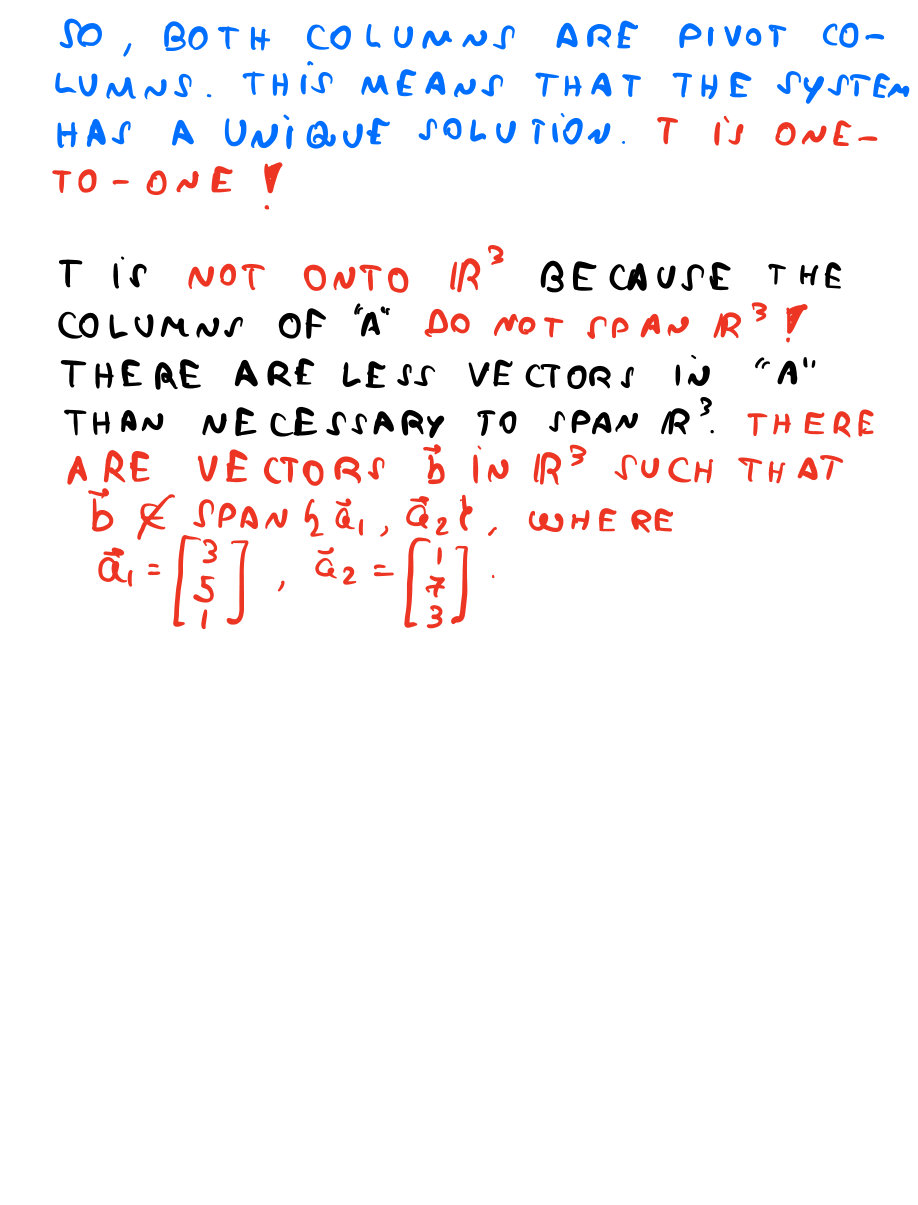 SO, BOTH COLUMNS ARE PIVOT CO-
LUMNS. THIS MEANS THAT THE SYSTEM
HAS A UNIQUE SOLUTION. T IS ONE-
TO-ONE!
T IS NOT ONTO ℝ³ BECAUSE THE
COLUMNS OF "A" DO NOT SPAN ℝ³!
THERE ARE LESS VECTORS IN "A"
THAN NECESSARY TO SPAN ℝ³. THERE
ARE VECTORS b⃗ IN ℝ³ SUCH THAT
b⃗ ∉ SPAN {a⃗₁, a⃗₂}, WHERE
a⃗₁ = [3 5 1], a⃗₂ = [1 7 3].